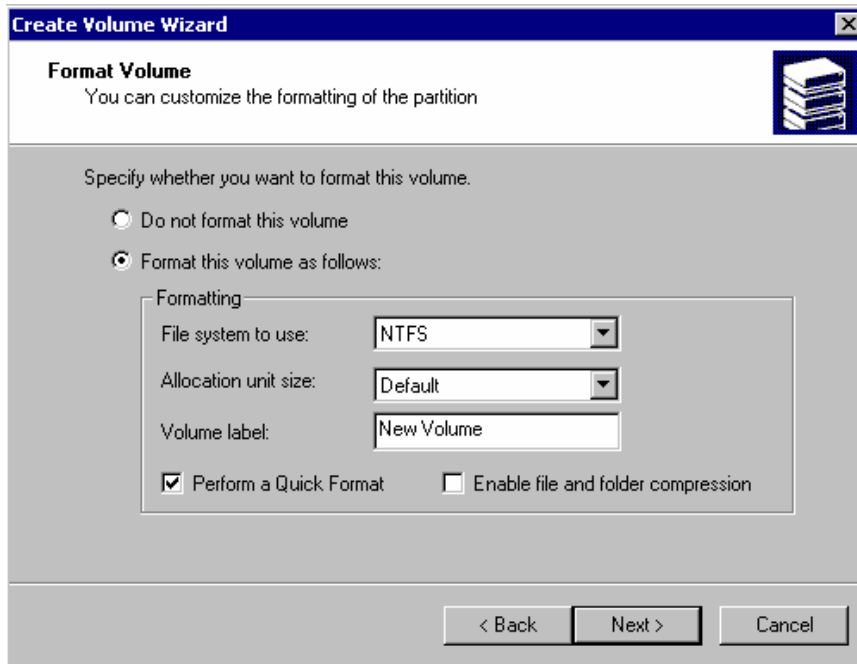 Create Volume Wizard
Format Volume
You can customize the formatting of the partition
Specify whether you want to format this volume.
Do not format this volume
Format this volume as follows:
Formatting
File system to use: NTFS
Allocation unit size: Default
Volume label: New Volume
Perform a Quick Format Enable file and folder compression
< Back Next > Cancel